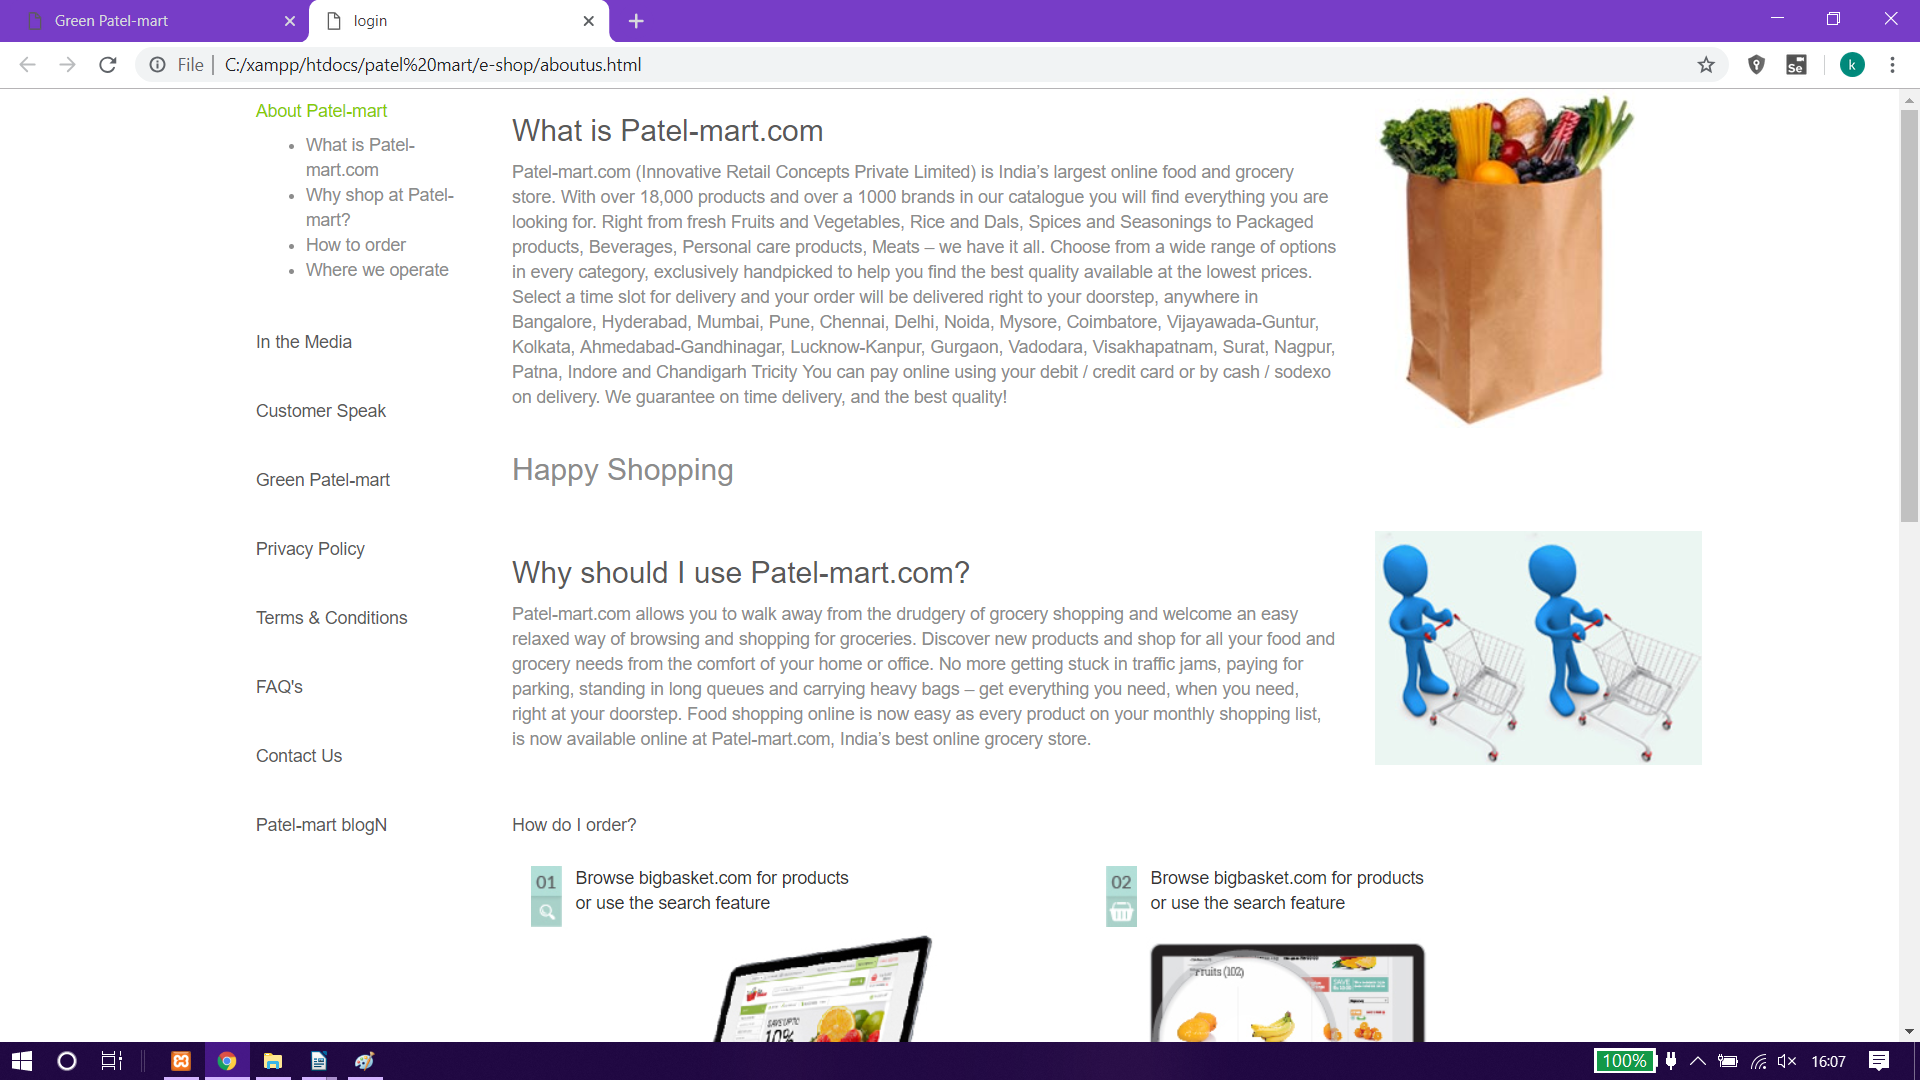 Green Patel-mart
login
File
C:/xampp/htdocs/patel%20mart/e-shop/aboutus.html
Se
k
About Patel-mart
What is Patel-
mart.com
Why shop at Patel-
mart?
How to order
Where we operate
In the Media
Customer Speak
Green Patel-mart
Privacy Policy
Terms & Conditions
FAQ's
Contact Us
Patel-mart blogN
What is Patel-mart.com
Patel-mart.com (Innovative Retail Concepts Private Limited) is India’s largest online food and grocery
store. With over 18,000 products and over a 1000 brands in our catalogue you will find everything you are
looking for. Right from fresh Fruits and Vegetables, Rice and Dals, Spices and Seasonings to Packaged
products, Beverages, Personal care products, Meats – we have it all. Choose from a wide range of options
in every category, exclusively handpicked to help you find the best quality available at the lowest prices.
Select a time slot for delivery and your order will be delivered right to your doorstep, anywhere in
Bangalore, Hyderabad, Mumbai, Pune, Chennai, Delhi, Noida, Mysore, Coimbatore, Vijayawada-Guntur,
Kolkata, Ahmedabad-Gandhinagar, Lucknow-Kanpur, Gurgaon, Vadodara, Visakhapatnam, Surat, Nagpur,
Patna, Indore and Chandigarh Tricity You can pay online using your debit / credit card or by cash / sodexo
on delivery. We guarantee on time delivery, and the best quality!
Happy Shopping
Why should I use Patel-mart.com?
Patel-mart.com allows you to walk away from the drudgery of grocery shopping and welcome an easy
relaxed way of browsing and shopping for groceries. Discover new products and shop for all your food and
grocery needs from the comfort of your home or office. No more getting stuck in traffic jams, paying for
parking, standing in long queues and carrying heavy bags – get everything you need, when you need,
right at your doorstep. Food shopping online is now easy as every product on your monthly shopping list,
is now available online at Patel-mart.com, India’s best online grocery store.
How do I order?
01
Browse bigbasket.com for products
or use the search feature
02
Browse bigbasket.com for products
or use the search feature
SAVE UPTO
10%
Fruits (102)
100%
16:07